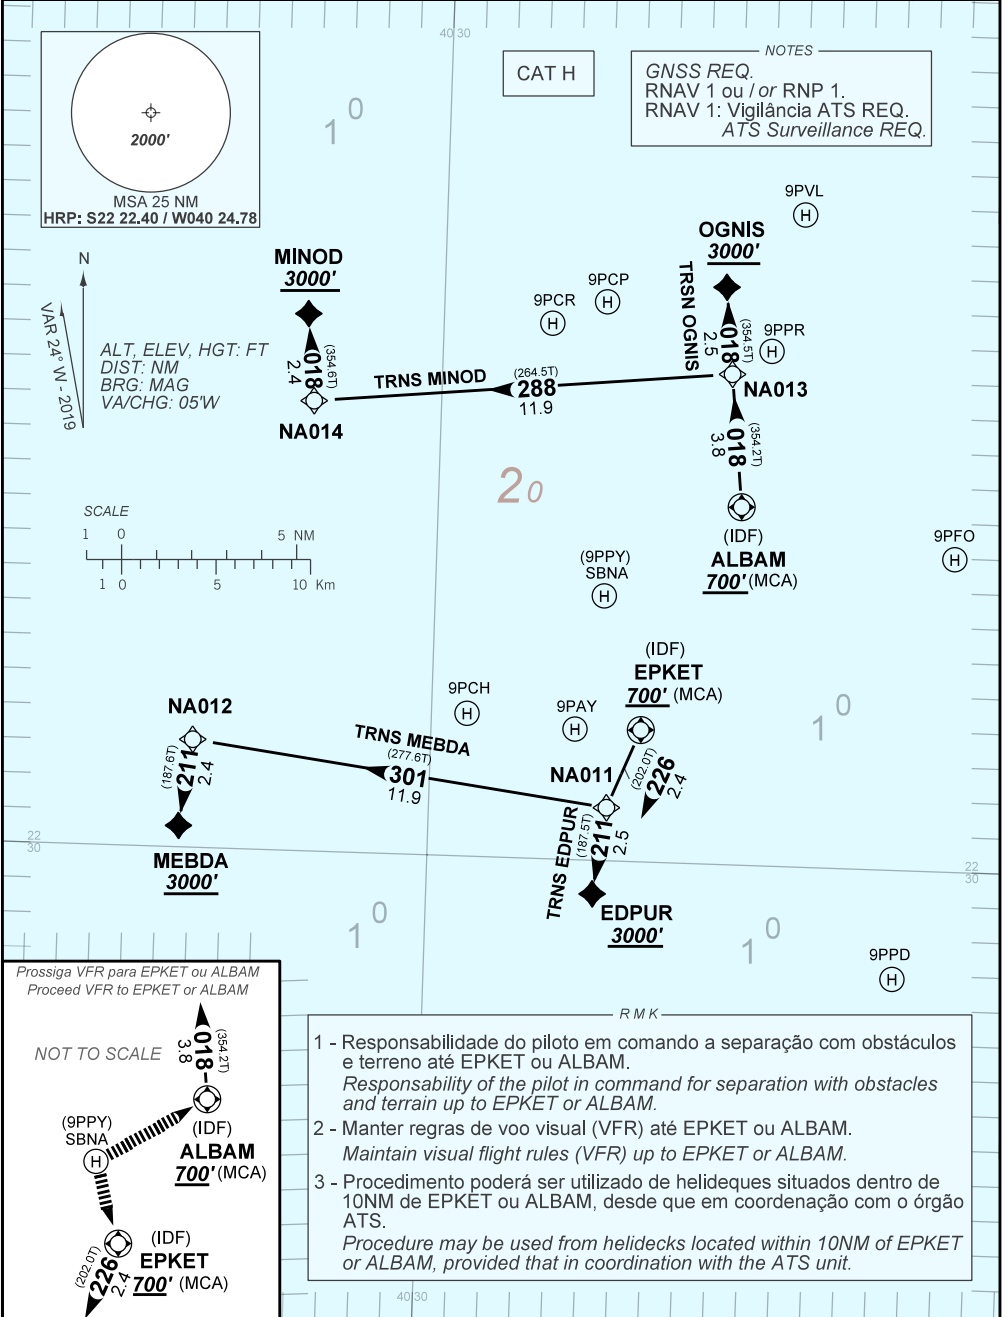 40 30
2000'
MSA 25 NM
HRP: S22 22.40 / W040 24.78
CAT H
NOTES
GNSS REQ.
RNAV 1 ou / or RNP 1.
RNAV 1: Vigilância ATS REQ.
ATS Surveillance REQ.
1 0
9PVL
H
N
VAR 24° W - 2019
ALT, ELEV, HGT: FT
DIST: NM
BRG: MAG
VA/CHG: 05'W
MINOD
3000'
018
(354.6T)
2.4
NA014
9PCR
H
9PCP
H
OGNIS
3000'
TRSN OGNIS
018
(354.5T)
2.5
9PPR
H
NA013
TRNS MINOD
(264.5T)
288
11.9
018
(354.2T)
3.8
(IDF)
ALBAM
700' (MCA)
2 0
SCALE
1 0 5 NM
1 0 5 10 Km
(9PPY)
SBNA
H
9PFO
H
(IDF)
EPKET
700' (MCA)
(202.0T)
226
2.4
1 0
9PCH
H
9PAY
H
NA012
(187.6T)
211
2.4
MEBDA
3000'
TRNS MEBDA
(277.6T)
301
11.9
NA011
TRNS EDPUR
(187.5T)
211
2.5
EDPUR
3000'
22
30
22
30
1 0
1 0
9PPD
H
Prossiga VFR para EPKET ou ALBAM
Proceed VFR to EPKET or ALBAM
NOT TO SCALE
018
(354.2T)
3.8
(9PPY)
SBNA
H
(IDF)
ALBAM
700' (MCA)
(IDF)
EPKET
700' (MCA)
(202.0T)
226
2.4
RMK
1 - Responsabilidade do piloto em comando a separação com obstáculos
e terreno até EPKET ou ALBAM.
Responsability of the pilot in command for separation with obstacles
and terrain up to EPKET or ALBAM.
2 - Manter regras de voo visual (VFR) até EPKET ou ALBAM.
Maintain visual flight rules (VFR) up to EPKET or ALBAM.
3 - Procedimento poderá ser utilizado de helideques situados dentro de
10NM de EPKET ou ALBAM, desde que em coordenação com o órgão
ATS.
Procedure may be used from helidecks located within 10NM of EPKET
or ALBAM, provided that in coordination with the ATS unit.
40 30